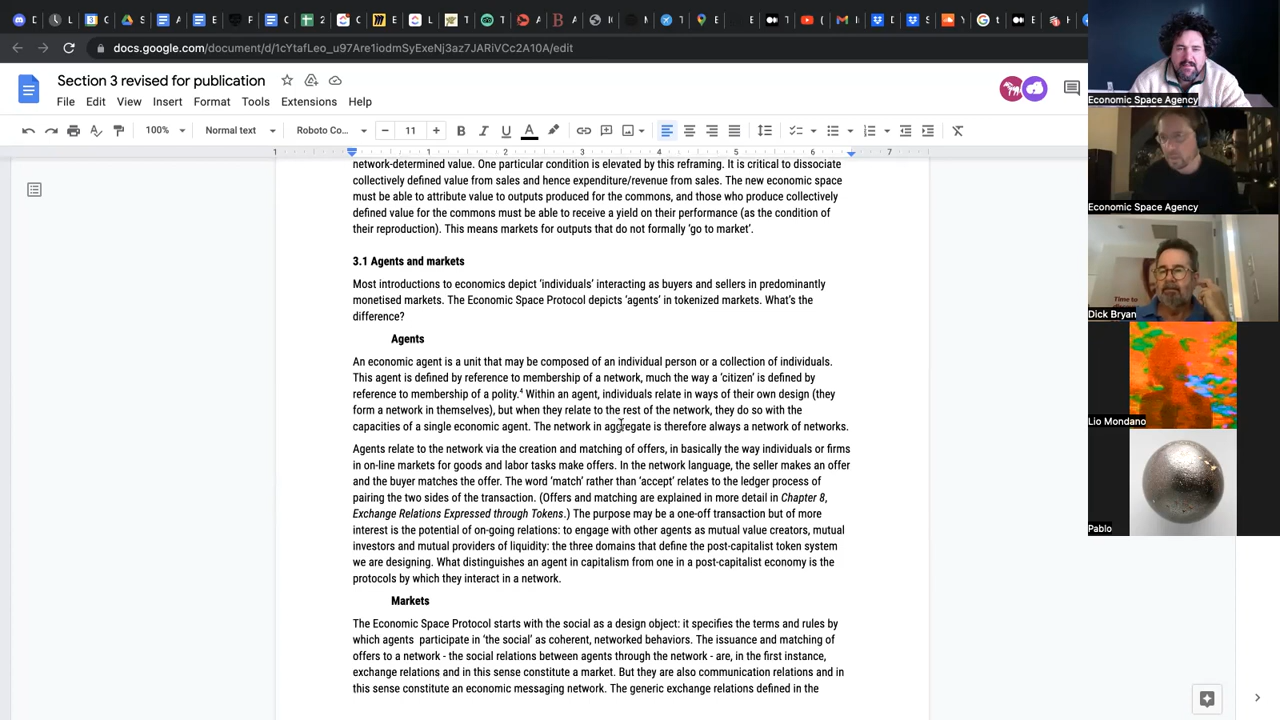 docs.google.com/document/d/1cYtafLeo_u97Are1iodmSyExeNj3az7JARiVCc2A10A/edit
Section 3 revised for publication
File Edit View Insert Format Tools Extensions Help
100% Normal text Roboto Co... 11
1 1 2 3 4 5 6 7
network-determined value. One particular condition is elevated by this reframing. It is critical to dissociate
collectively defined value from sales and hence expenditure/revenue from sales. The new economic space
must be able to attribute value to outputs produced for the commons, and those who produce collectively
defined value for the commons must be able to receive a yield on their performance (as the condition of
their reproduction). This means markets for outputs that do not formally ‘go to market’.
3.1 Agents and markets
Most introductions to economics depict ‘individuals’ interacting as buyers and sellers in predominantly
monetised markets. The Economic Space Protocol depicts ‘agents’ in tokenized markets. What’s the
difference?
Agents
An economic agent is a unit that may be composed of an individual person or a collection of individuals.
This agent is defined by reference to membership of a network, much the way a ‘citizen’ is defined by
reference to membership of a polity.4 Within an agent, individuals relate in ways of their own design (they
form a network in themselves), but when they relate to the rest of the network, they do so with the
capacities of a single economic agent. The network in aggregate is therefore always a network of networks.
Agents relate to the network via the creation and matching of offers, in basically the way individuals or firms
in on-line markets for goods and labor tasks make offers. In the network language, the seller makes an offer
and the buyer matches the offer. The word ‘match’ rather than ‘accept’ relates to the ledger process of
pairing the two sides of the transaction. (Offers and matching are explained in more detail in Chapter 8,
Exchange Relations Expressed through Tokens.) The purpose may be a one-off transaction but of more
interest is the potential of on-going relations: to engage with other agents as mutual value creators, mutual
investors and mutual providers of liquidity: the three domains that define the post-capitalist token system
we are designing. What distinguishes an agent in capitalism from one in a post-capitalist economy is the
protocols by which they interact in a network.
Markets
The Economic Space Protocol starts with the social as a design object: it specifies the terms and rules by
which agents participate in ‘the social’ as coherent, networked behaviors. The issuance and matching of
offers to a network - the social relations between agents through the network - are, in the first instance,
exchange relations and in this sense constitute a market. But they are also communication relations and in
this sense constitute an economic messaging network. The generic exchange relations defined in the
Economic Space Agency
Economic Space Agency
Time to
Dick Bryan
Lio Mondano
Pablo